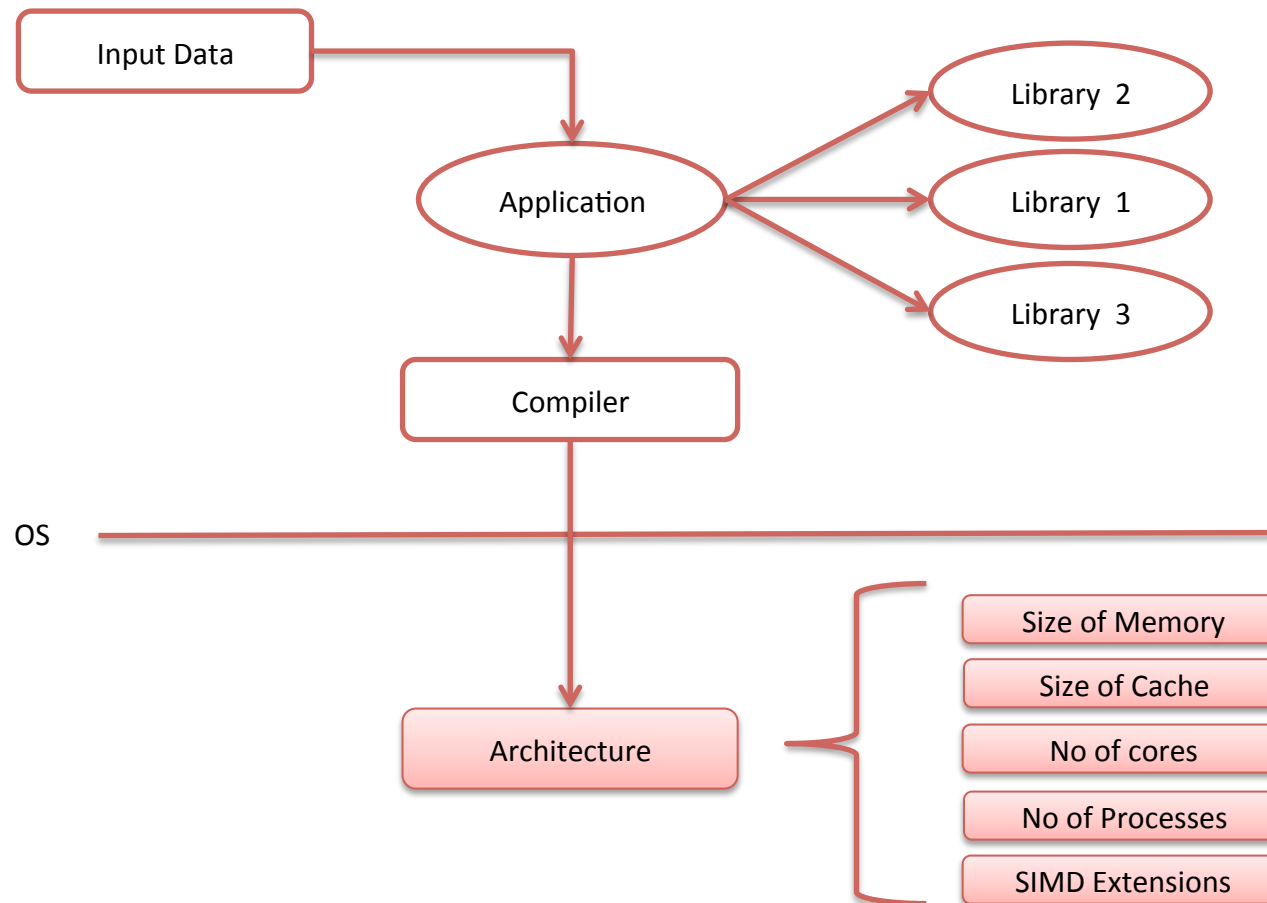 Input Data
Library 2
Application
Library 1
Library 3
Compiler
OS
Size of Memory
Size of Cache
Architecture
No of cores
No of Processes
SIMD Extensions